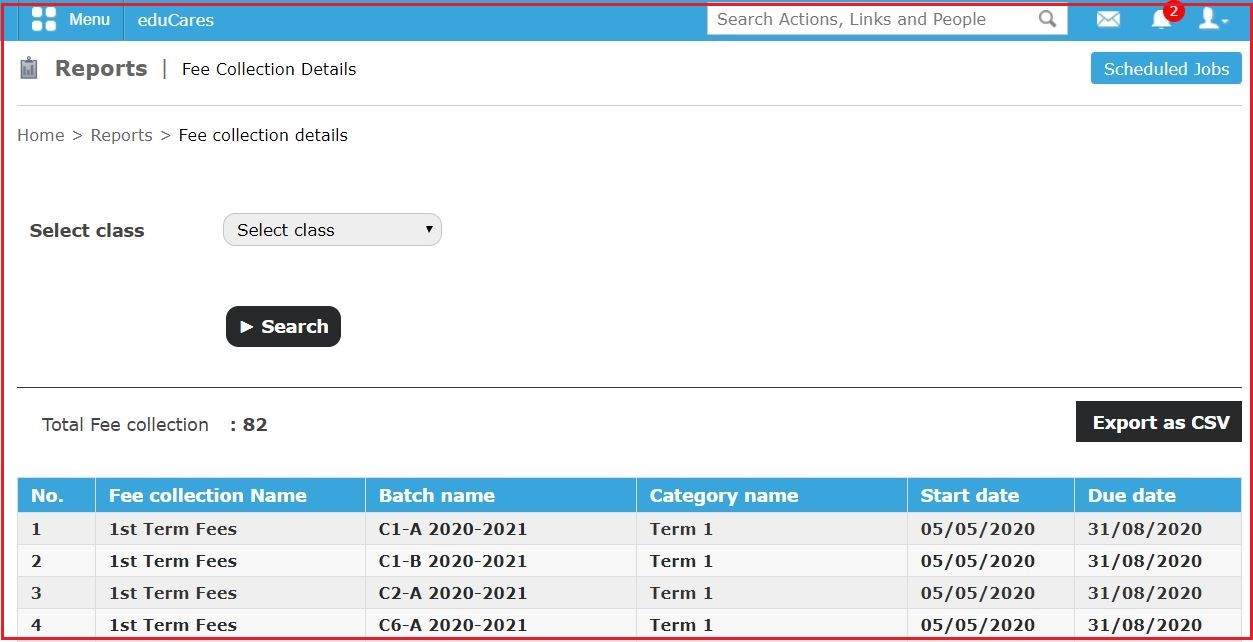 Menu eduCares Search Actions, Links and People 2
Reports | Fee Collection Details Scheduled Jobs
Home > Reports > Fee collection details
Select class Select class
Search
Total Fee collection : 82 Export as CSV
No. Fee collection Name Batch name Category name Start date Due date
1 1st Term Fees C1-A 2020-2021 Term 1 05/05/2020 31/08/2020
2 1st Term Fees C1-B 2020-2021 Term 1 05/05/2020 31/08/2020
3 1st Term Fees C2-A 2020-2021 Term 1 05/05/2020 31/08/2020
4 1st Term Fees C6-A 2020-2021 Term 1 05/05/2020 31/08/2020